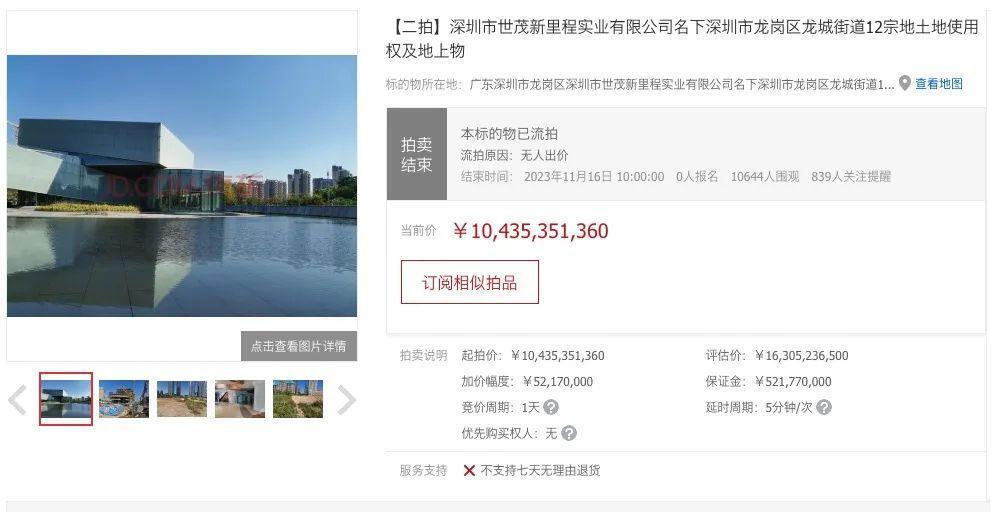 【二拍】深圳市世茂新里程实业有限公司名下深圳市龙岗区龙城街道12宗地土地使用
权及地上物
标的物所在地：广东深圳市龙岗区深圳市世茂新里程实业有限公司名下深圳市龙岗区龙城街道1... 查看地图
拍卖
结束
本标的物已流拍
流拍原因：无人出价
结束时间：2023年11月16日 10:00:00 0人报名 10644人围观 839人关注提醒
当前价 ￥10,435,351,360
订阅相似拍品
点击查看图片详情
拍卖说明 起拍价：￥10,435,351,360 评估价：￥16,305,236,500
加价幅度：￥52,170,000 保证金：￥521,770,000
竞价周期：1天 ? 延时周期：5分钟/次 ?
优先购买权人：无 ?
服务支持 不支持七天无理由退货